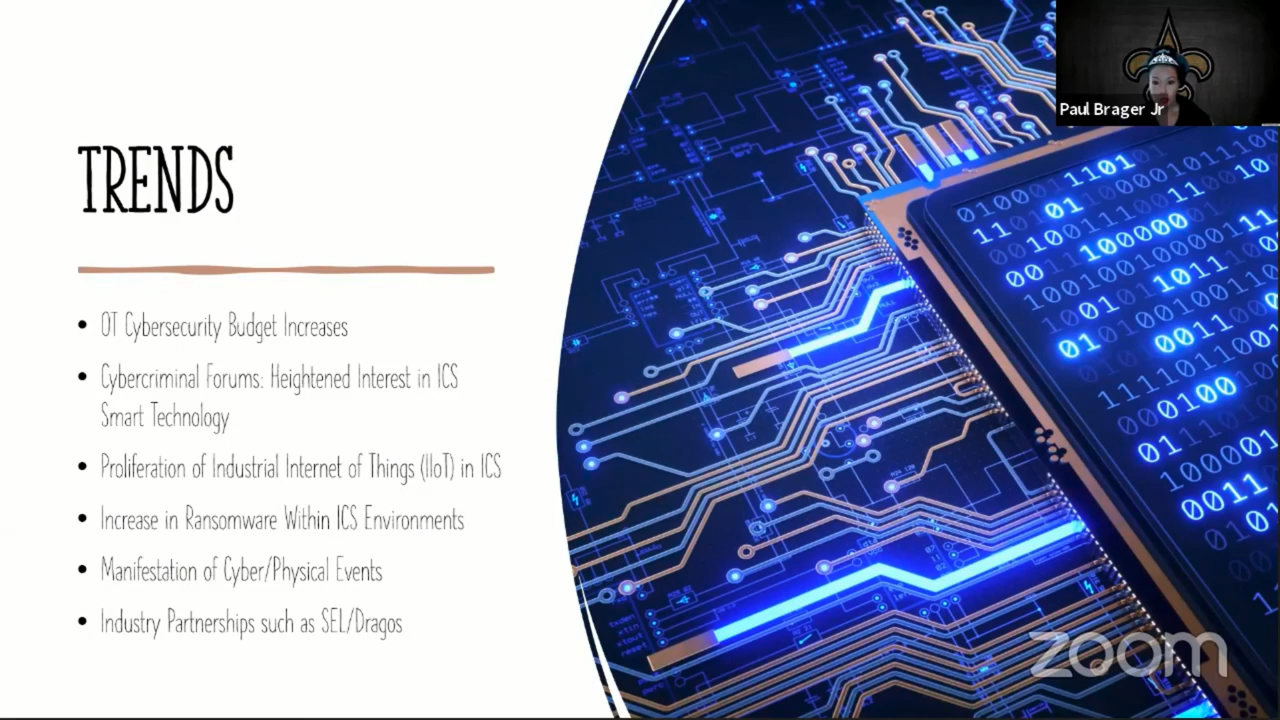 Paul Brager Jr
TRENDS
• OT Cybersecurity Budget Increases
• Cybercriminal Forums: Heightened Interest in ICS
Smart Technology
• Proliferation of Industrial Internet of Things (IIoT) in ICS
• Increase in Ransomware Within ICS Environments
• Manifestation of Cyber/Physical Events
• Industry Partnerships such as SEL/Dragos
zoom